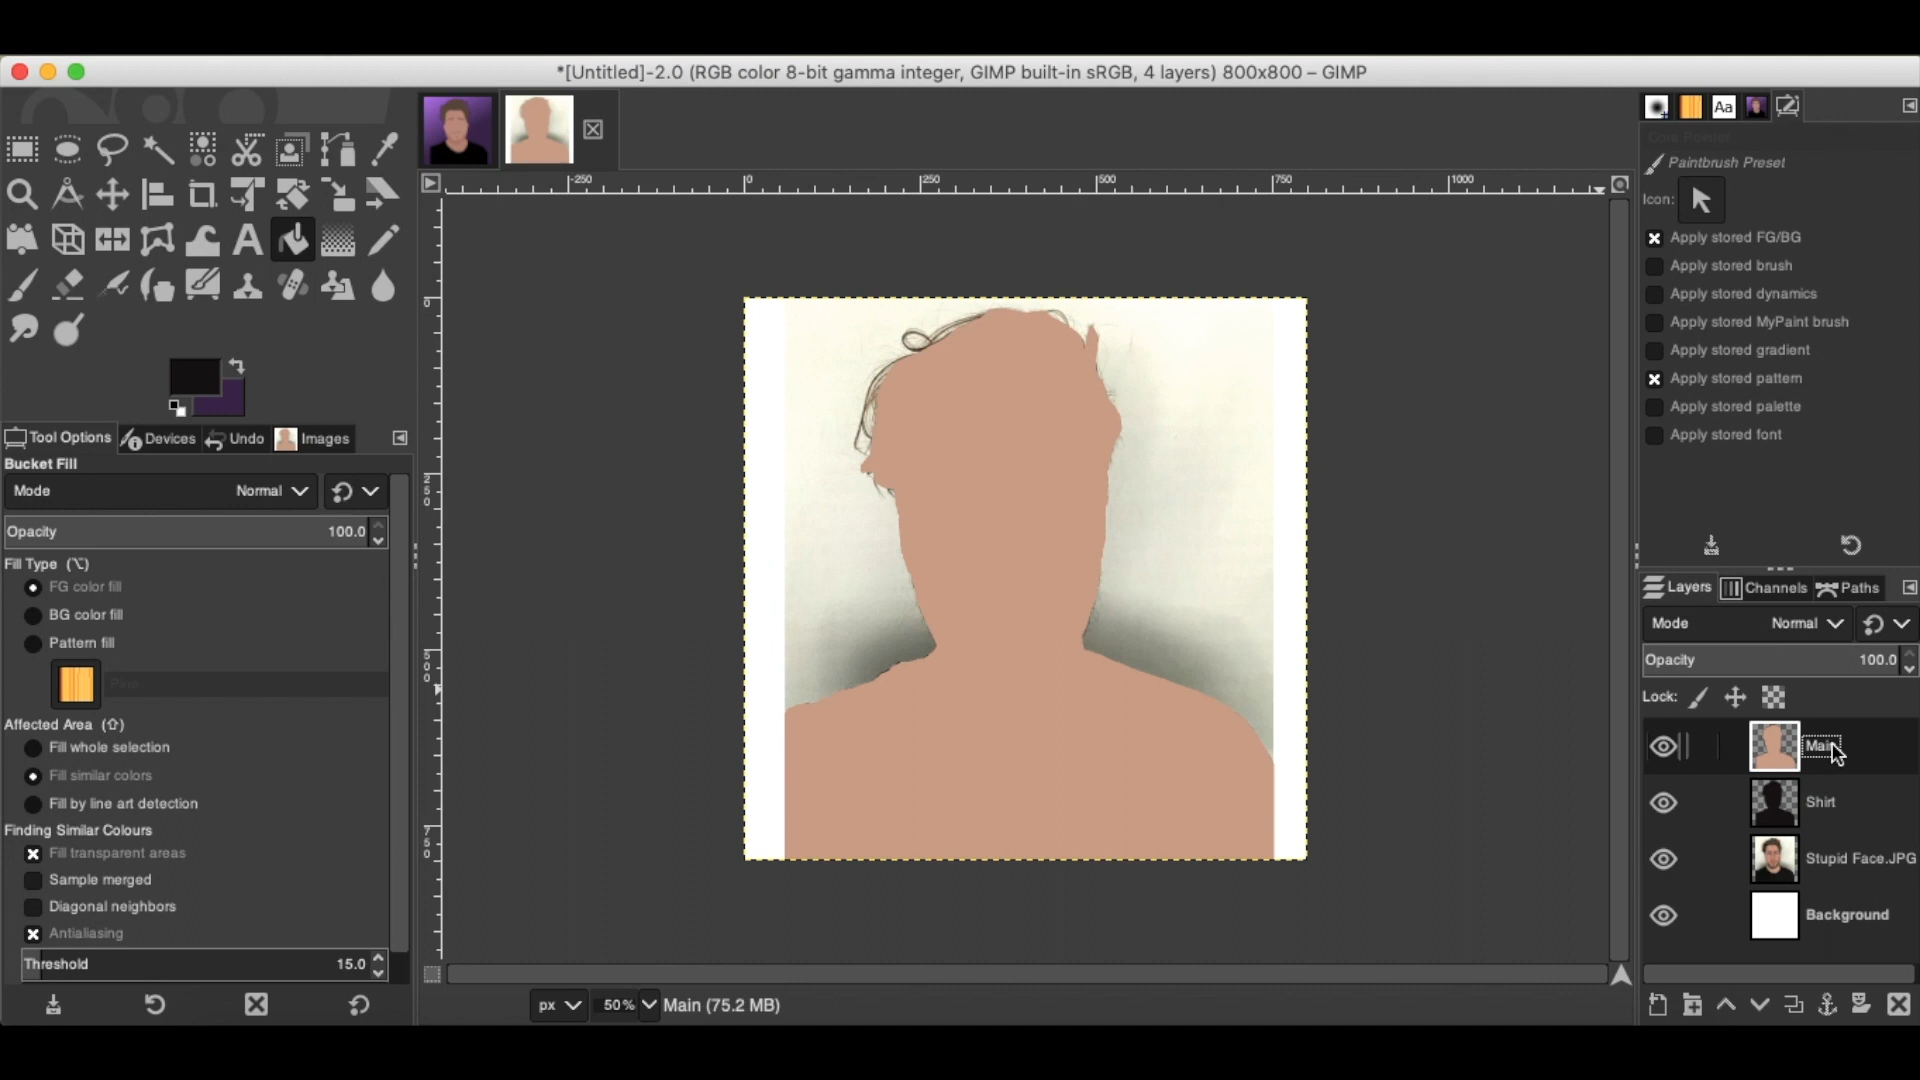 *[Untitled]-2.0 (RGB color 8-bit gamma integer, GIMP built-in sRGB, 4 layers) 800x800 – GIMP
Aa
-250 0 250 500 750 1000
Paintbrush Preset
Icon:
Apply stored FG/BG
Apply stored brush
Apply stored dynamics
Apply stored MyPaint brush
Apply stored gradient
Apply stored pattern
Apply stored palette
Apply stored font
Tool Options Devices Undo Images
Bucket Fill
Mode Normal
Opacity 100.0
Fill Type (⌥)
FG color fill
BG color fill
Pattern fill
Affected Area (⇧)
Fill whole selection
Fill similar colors
Fill by line art detection
Finding Similar Colours
Fill transparent areas
Sample merged
Diagonal neighbors
Antialiasing
Threshold 15.0
0
250
500
750
px 50% Main (75.2 MB)
Layers Channels Paths
Mode Normal
Opacity 100.0
Lock:
Main
Shirt
Stupid Face.JPG
Background